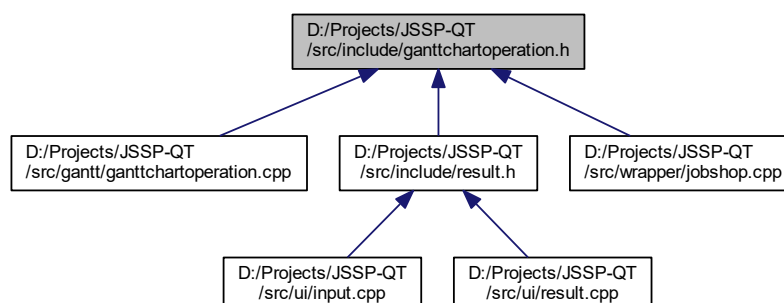 D:/Projects/JSSP-QT
/src/include/ganttchartoperation.h
D:/Projects/JSSP-QT
/src/gantt/ganttchartoperation.cpp
D:/Projects/JSSP-QT
/src/include/result.h
D:/Projects/JSSP-QT
/src/wrapper/jobshop.cpp
D:/Projects/JSSP-QT
/src/ui/input.cpp
D:/Projects/JSSP-QT
/src/ui/result.cpp